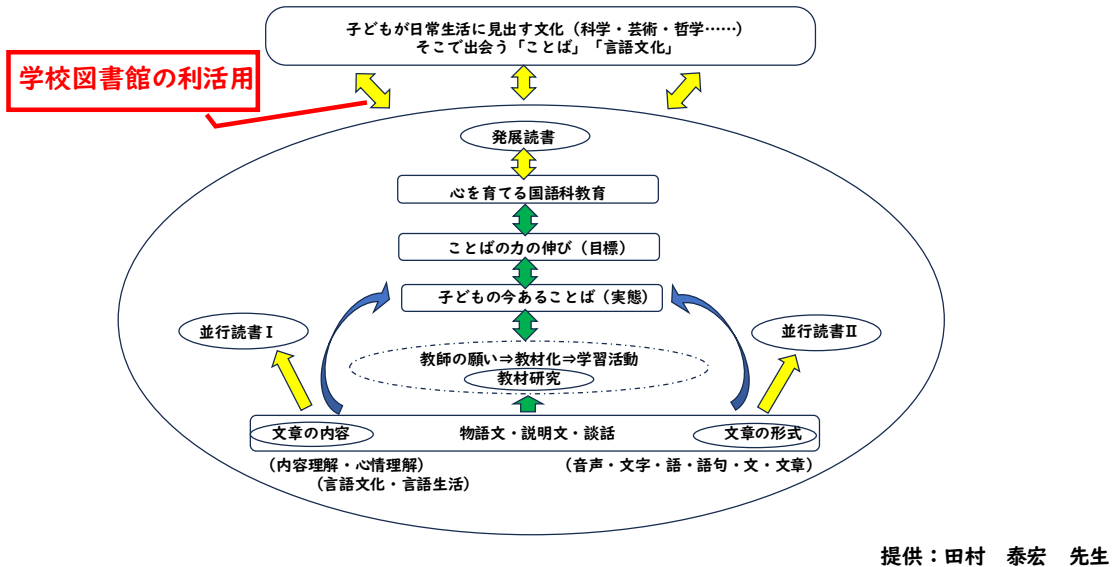 子どもが日常生活に見出す文化（科学・芸術・哲学……）
そこで出会う「ことば」「言語文化」
学校図書館の利活用
発展読書
心を育てる国語科教育
ことばの力の伸び（目標）
子どもの今あることば（実態）
並行読書Ⅰ
並行読書Ⅱ
教師の願い⇒教材化⇒学習活動
教材研究
文章の内容
物語文・説明文・談話
文章の形式
（内容理解・心情理解）
（音声・文字・語・語句・文・文章）
（言語文化・言語生活）
提供：田村　泰宏　先生